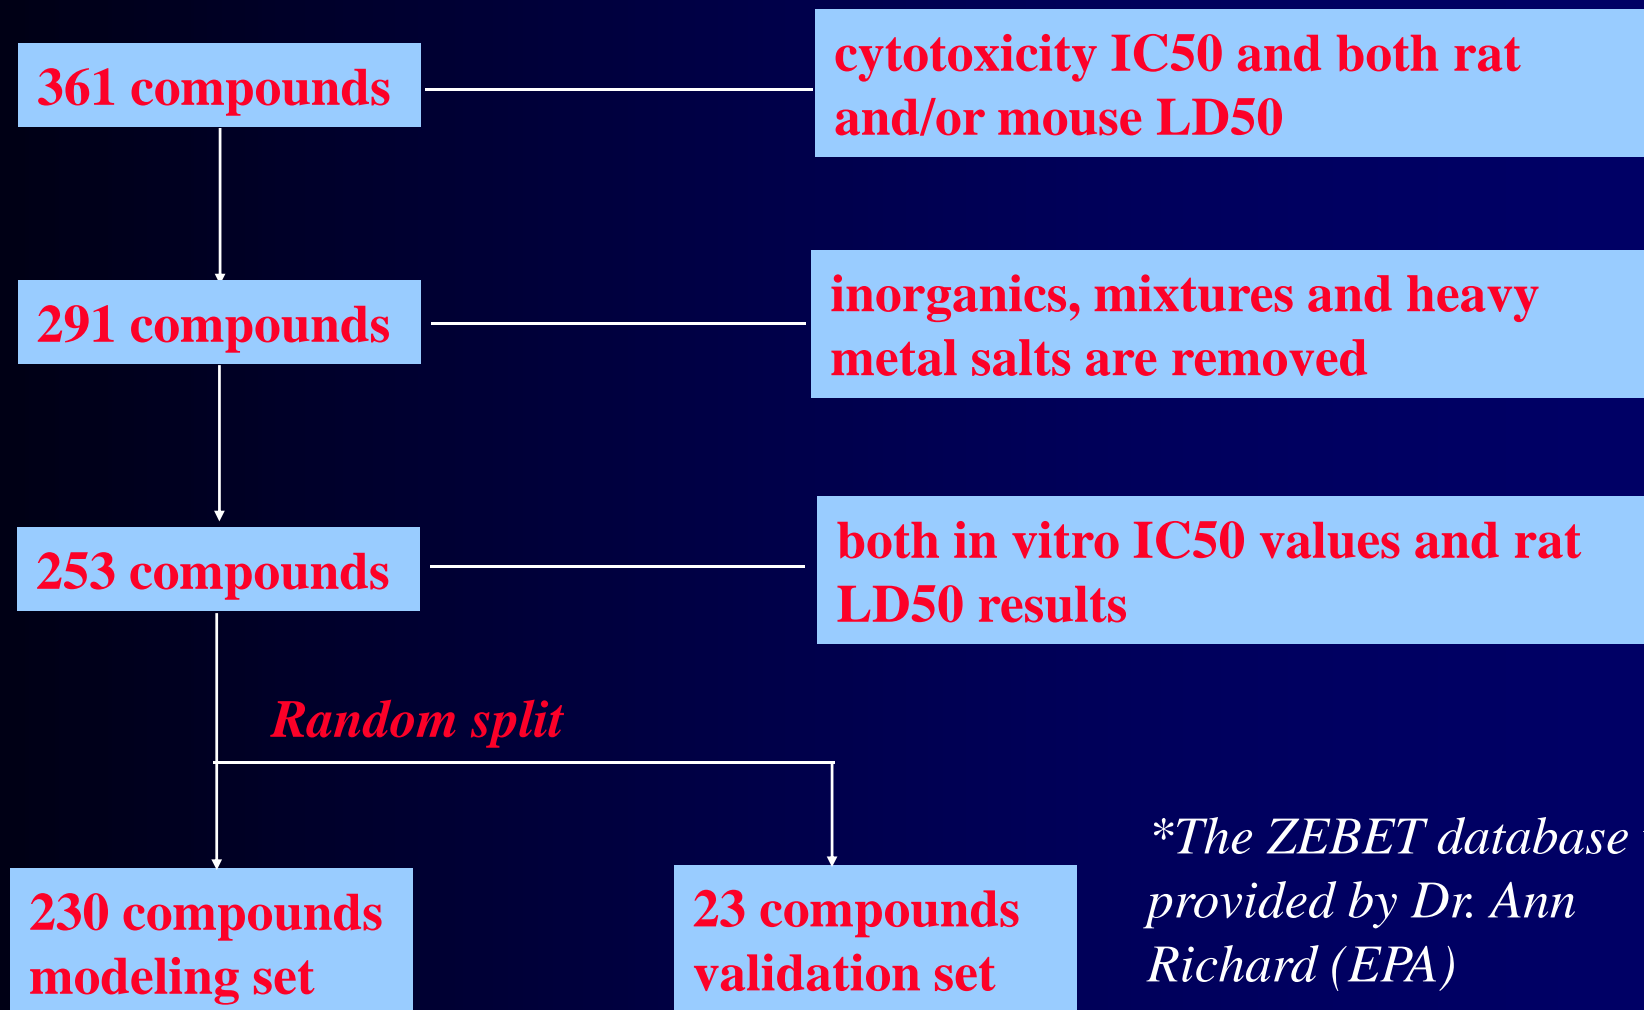 361 compounds
cytotoxicity IC50 and both rat
and/or mouse LD50
291 compounds
inorganics, mixtures and heavy
metal salts are removed
253 compounds
both in vitro IC50 values and rat
LD50 results
Random split
230 compounds
modeling set
23 compounds
validation set
*The ZEBET database
provided by Dr. Ann
Richard (EPA)